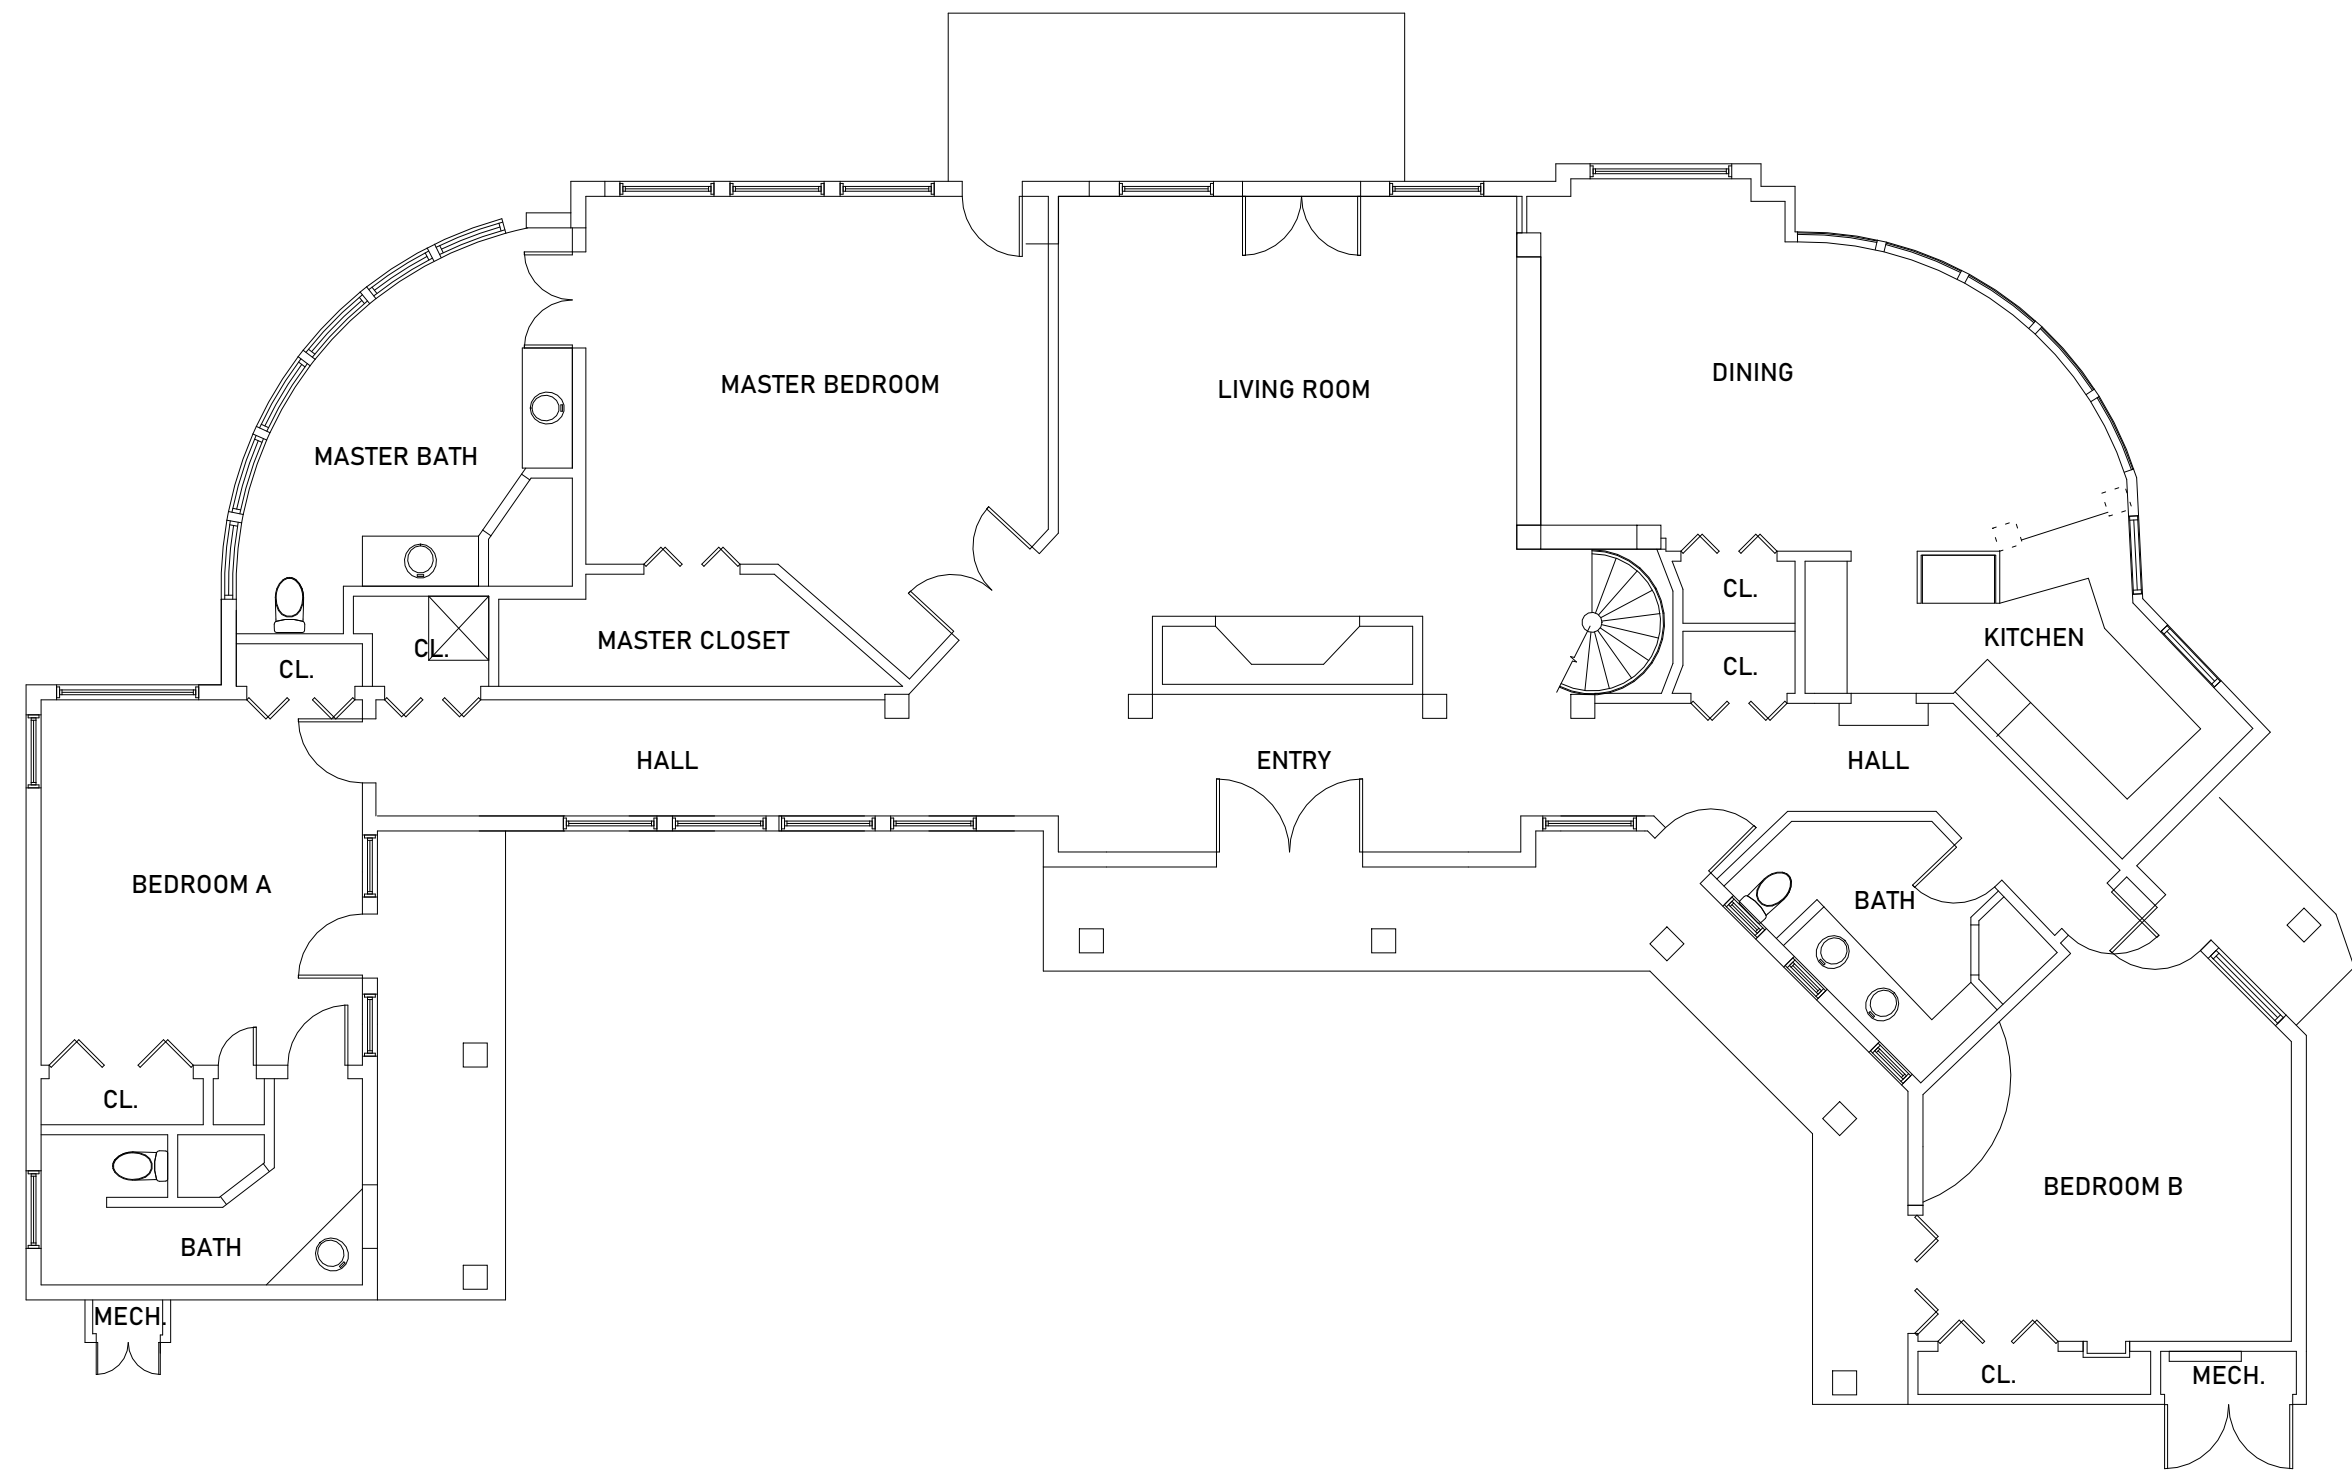 DINING
MASTER BEDROOM
LIVING ROOM
MASTER BATH
CL.
KITCHEN
MASTER CLOSET
CL.
CL.
CL.
HALL
ENTRY
HALL
BEDROOM A
BATH
CL.
BEDROOM B
BATH
MECH.
CL.
MECH.